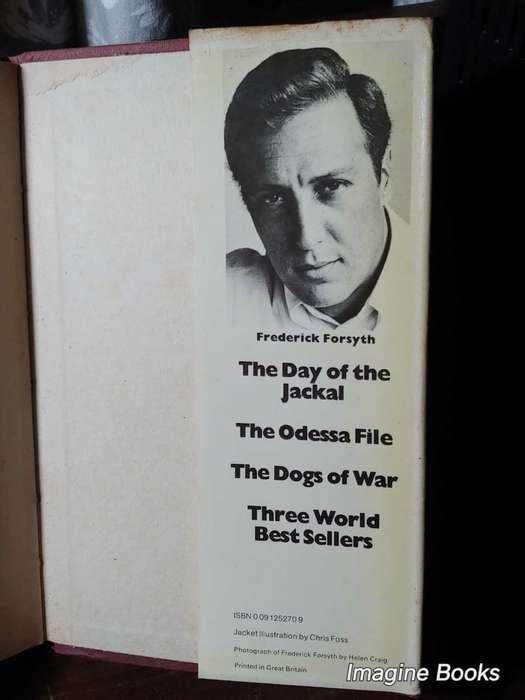 Frederick Forsyth
The Day of the
Jackal
The Odessa File
The Dogs of War
Three World
Best Sellers
ISBN 0 09 125270 9
Jacket Illustration by Chris Foss
Photograph of Frederick Forsyth by Helen Craig
Printed in Great Britain
Imagine Books